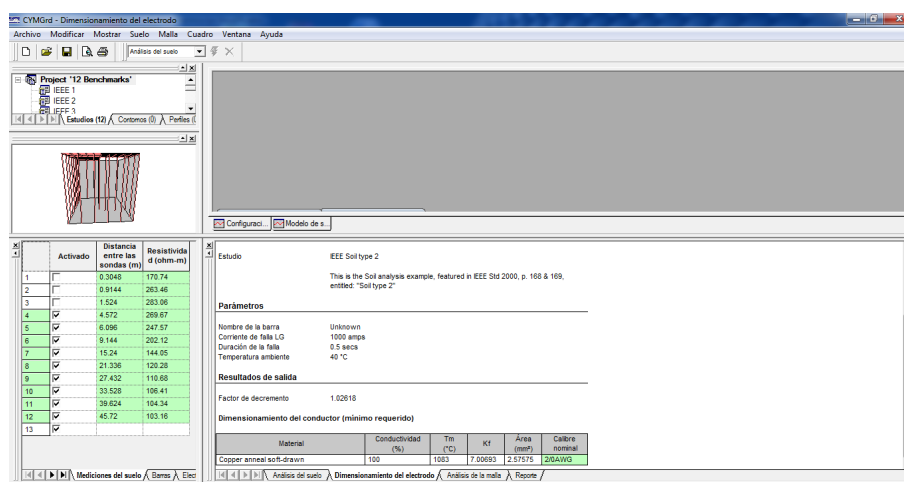 CYMGrd - Dimensionamiento del electrodo
Archivo Modificar Mostrar Suelo Malla Cuadro Ventana Ayuda
Análisis del suelo
Project '12 Benchmarks'
IEEE 1
IEEE 2
IEEE 3
Estudios (12) Contornos (0) Perfiles (
Configuraci... Modelo de s...
Activado Distancia entre las sondas (m) Resistivida d (ohm-m)
1 0.3048 170.74
2 0.9144 263.46
3 1.524 283.06
4 4.572 269.67
5 6.096 247.57
6 9.144 202.12
7 15.24 144.05
8 21.336 120.28
9 27.432 110.68
10 33.528 106.41
11 39.624 104.34
12 45.72 103.16
13
Mediciones del suelo Barras Elec
Estudio IEEE Soil type 2
This is the Soil analysis example, featured in IEEE Std 2000, p. 168 & 169,
entitled: "Soil type 2"
Parámetros
Nombre de la barra Unknown
Corriente de falla LG 1000 amps
Duración de la falla 0.5 secs
Temperatura ambiente 40 °C
Resultados de salida
Factor de decremento 1.02618
Dimensionamiento del conductor (mínimo requerido)
Material Conductividad (%) Tm (°C) Kf Área (mm²) Calibre nominal
Copper anneal soft-drawn 100 1083 7.00693 2.57575 2/0AWG
Análisis del suelo Dimensionamiento del electrodo Análisis de la malla Reporte